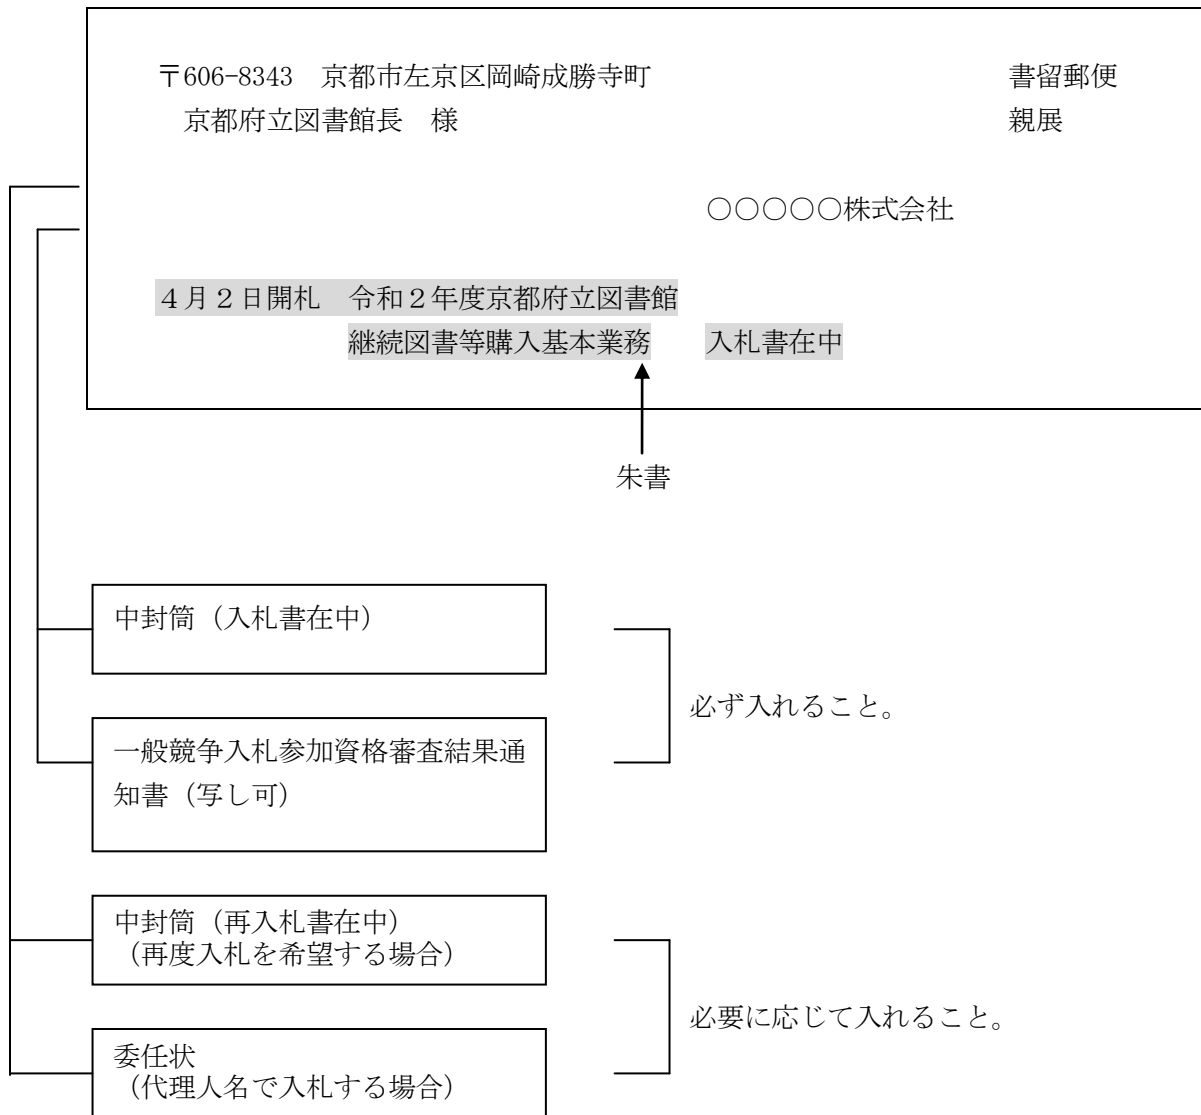 〒606-8343　京都市左京区岡崎成勝寺町　書留郵便
京都府立図書館長　様　親展
○○○○○株式会社
４月２日開札　令和２年度京都府立図書館
継続図書等購入基本業務　入札書在中
朱書
中封筒（入札書在中）
必ず入れること。
一般競争入札参加資格審査結果通
知書（写し可）
中封筒（再入札書在中）
（再度入札を希望する場合）
必要に応じて入れること。
委任状
（代理人名で入札する場合）